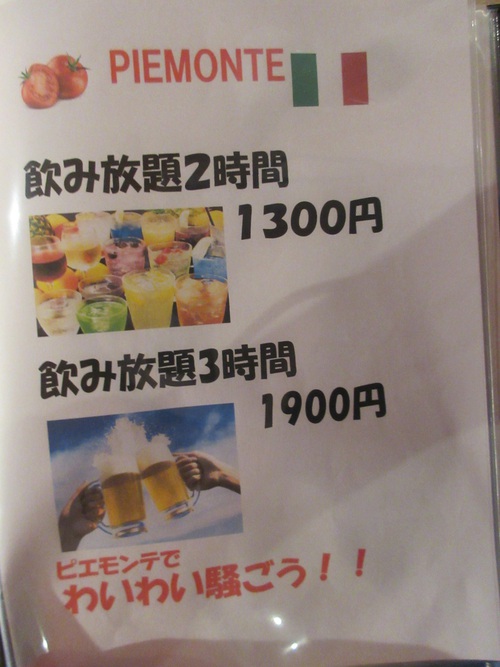 PIEMONTE
飲み放題2時間
1300円
飲み放題3時間
1900円
ピエモンテで
わいわい騒ごう！！